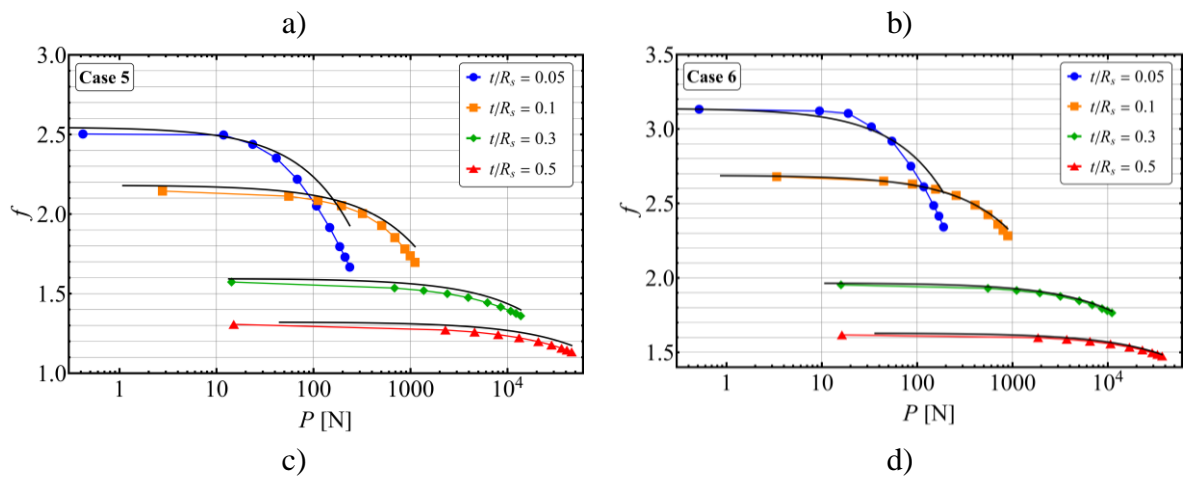 a) b)
Case 5
t/Rₛ = 0.05
t/Rₛ = 0.1
t/Rₛ = 0.3
t/Rₛ = 0.5
3.0
2.5
2.0
1.5
1.0
f
1 10 100 1000 10⁴
P [N]
Case 6
t/Rₛ = 0.05
t/Rₛ = 0.1
t/Rₛ = 0.3
t/Rₛ = 0.5
3.5
3.0
2.5
2.0
1.5
f
1 10 100 1000 10⁴
P [N]
c) d)